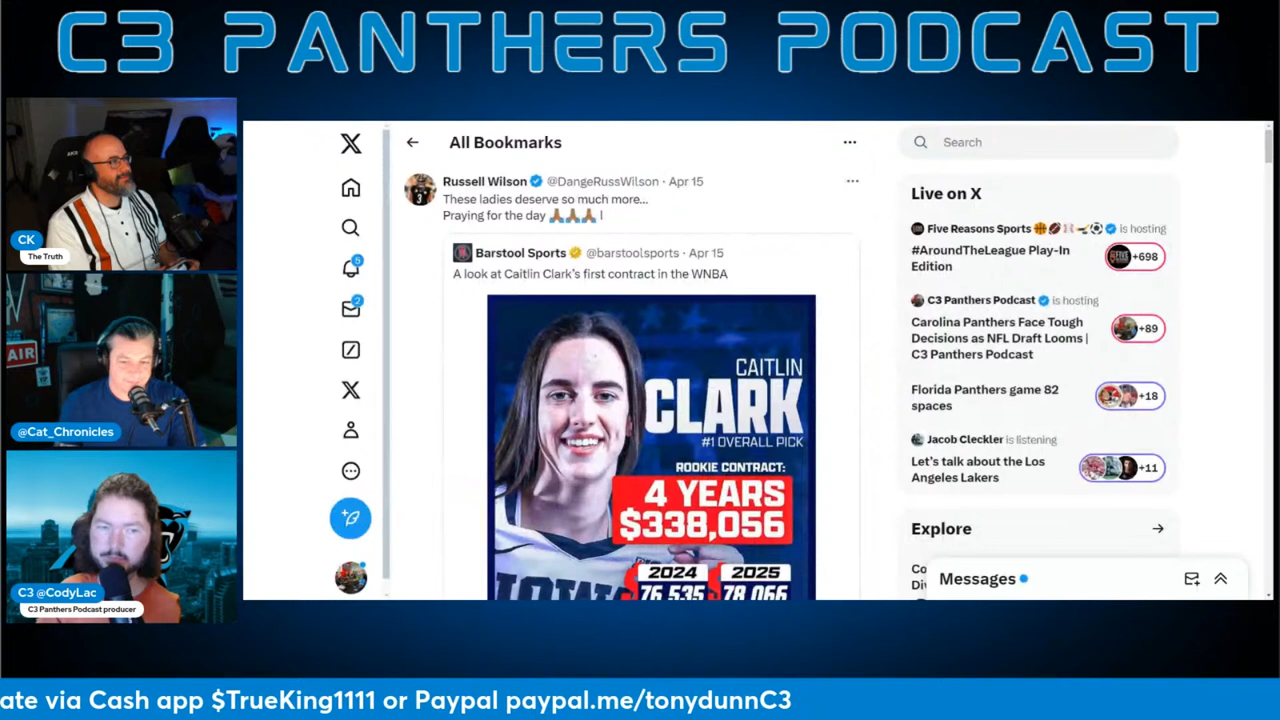 C3 PANTHERS PODCAST
CK
The Truth
AIR
@Cat_Chronicles
C3 @CodyLac
C3 Panthers Podcast producer
All Bookmarks
Russell Wilson @DangeRussWilson · Apr 15
These ladies deserve so much more...
Praying for the day 🙏🏾🙏🏾🙏🏾 !
Barstool Sports @barstoolsports · Apr 15
A look at Caitlin Clark's first contract in the WNBA
CAITLIN
CLARK
#1 OVERALL PICK
ROOKIE CONTRACT:
4 YEARS
$338,056
2024 2025
76,535 78,066
IOWA
5
2
Search
Live on X
Five Reasons Sports 🏀🏈⚾🏒⚽ is hosting
#AroundTheLeague Play-In
Edition
+698
C3 Panthers Podcast is hosting
Carolina Panthers Face Tough
Decisions as NFL Draft Looms |
C3 Panthers Podcast
+89
Florida Panthers game 82
spaces
+18
Jacob Cleckler is listening
Let's talk about the Los
Angeles Lakers
+11
Explore
Messages
ate via Cash app $TrueKing1111 or Paypal paypal.me/tonydunnC3